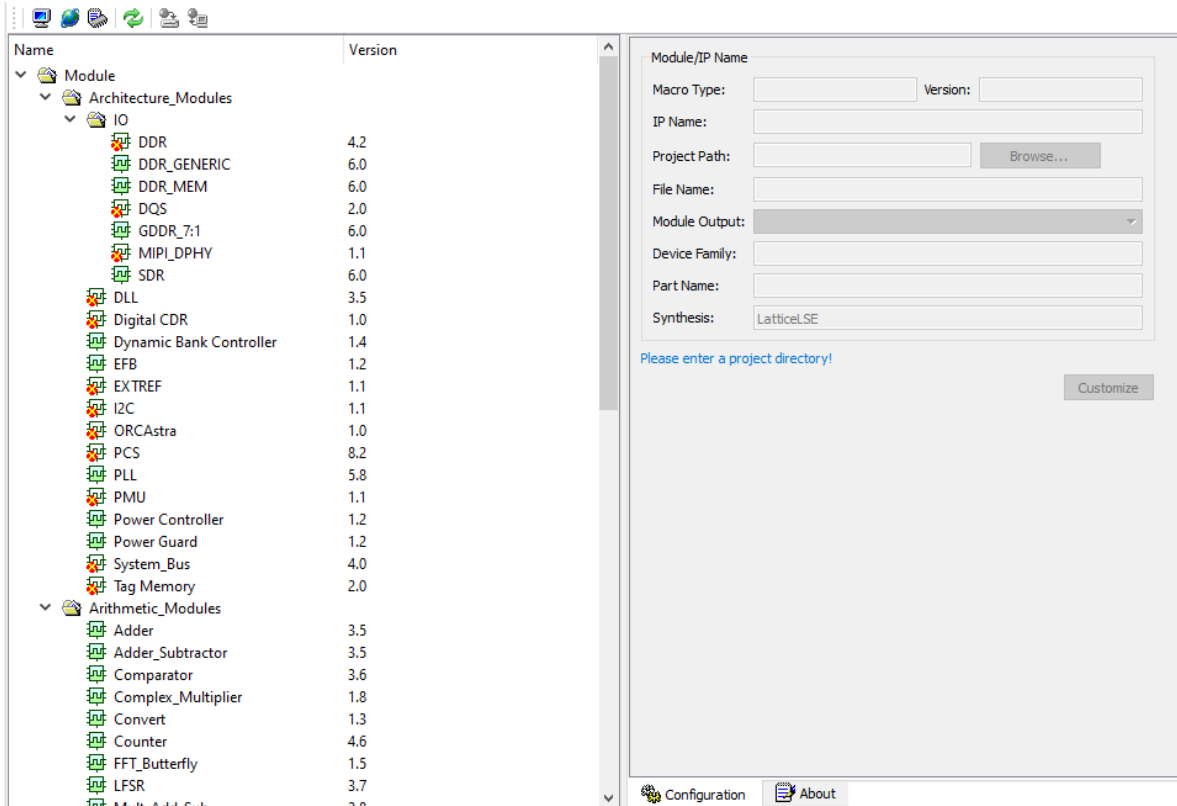 Name Version
Module
Architecture_Modules
IO
DDR 4.2
DDR_GENERIC 6.0
DDR_MEM 6.0
DQS 2.0
GDDR_7:1 6.0
MIPI_DPHY 1.1
SDR 6.0
DLL 3.5
Digital CDR 1.0
Dynamic Bank Controller 1.4
EFB 1.2
EXTREF 1.1
I2C 1.1
ORCAstra 1.0
PCS 8.2
PLL 5.8
PMU 1.1
Power Controller 1.2
Power Guard 1.2
System_Bus 4.0
Tag Memory 2.0
Arithmetic_Modules
Adder 3.5
Adder_Subtractor 3.5
Comparator 3.6
Complex_Multiplier 1.8
Convert 1.3
Counter 4.6
FFT_Butterfly 1.5
LFSR 3.7
Module/IP Name
Macro Type: Version:
IP Name:
Project Path: Browse...
File Name:
Module Output:
Device Family:
Part Name:
Synthesis: LatticeLSE
Please enter a project directory!
Customize
Configuration About